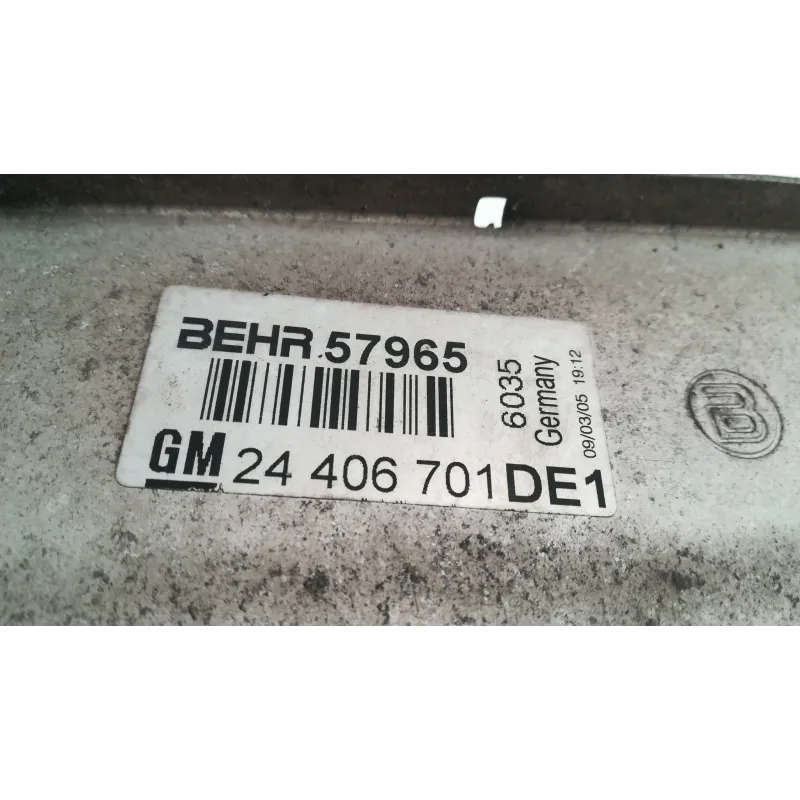 BEHR 57965
6035
Germany
09/03/05 19:12
GM 24 406 701DE1
B